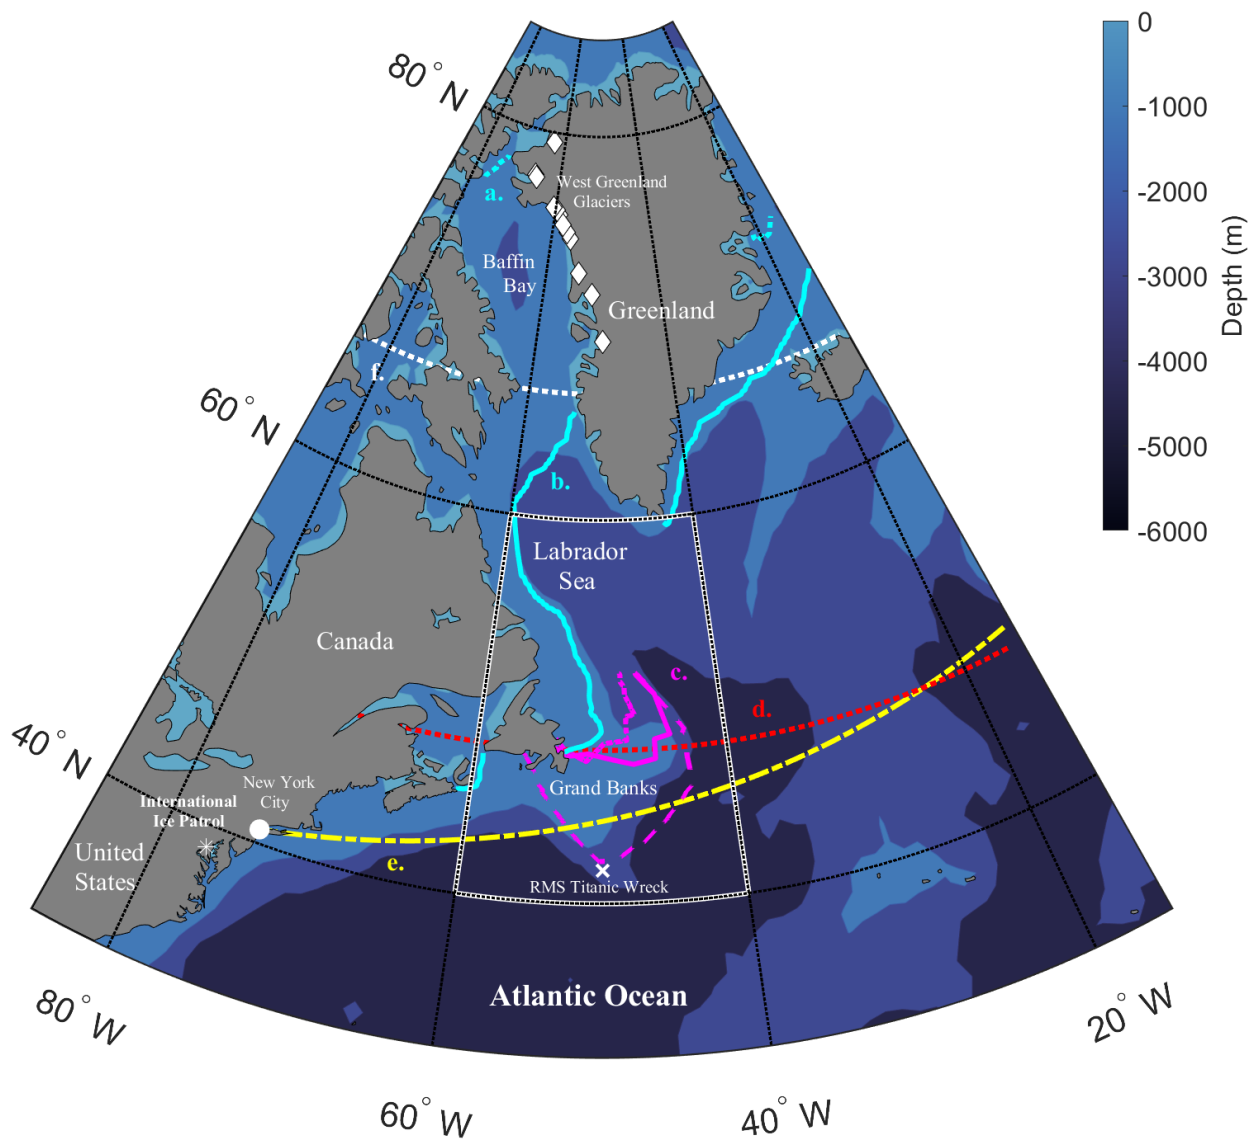 80° N
60° N
40° N
80° W
60° W
40° W
20° W
a.
West Greenland
Glaciers
Baffin
Bay
Greenland
f.
b.
Labrador
Sea
Canada
c.
d.
Grand Banks
New York
City
International
Ice Patrol
United
States
e.
RMS Titanic Wreck
Atlantic Ocean
0
-1000
-2000
-3000
-4000
-5000
-6000
Depth (m)